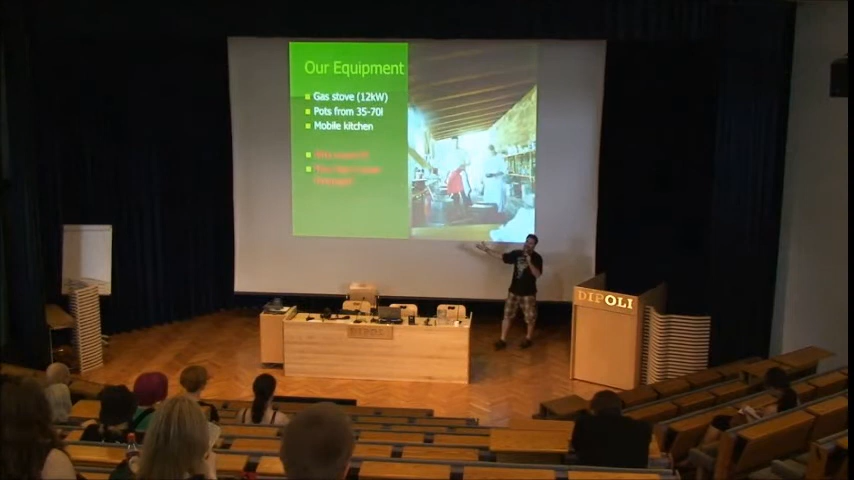 Our Equipment
Gas stove (12kW)
Pots from 35-70l
Mobile kitchen
DIPOLI